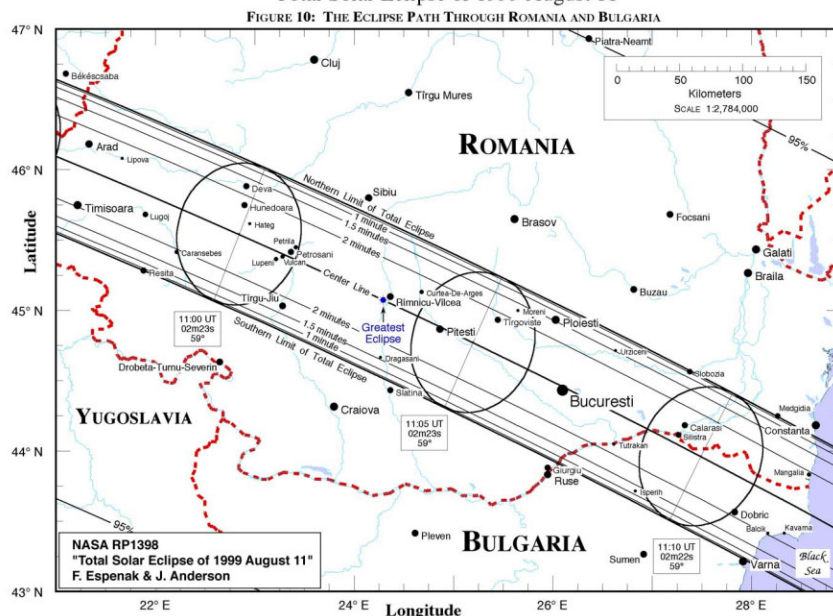 FIGURE 10: THE ECLIPSE PATH THROUGH ROMANIA AND BULGARIA
47° N
46° N
45° N
44° N
43° N
Latitude
22° E
24° E
26° E
28° E
Longitude
Piatra-Neamt
Cluj
Békéscsaba
Tîrgu Mures
0 50 100 150
Kilometers
SCALE 1:2,784,000
95%
ROMANIA
Arad
Lipova
Deva
Northern Limit of Total Eclipse
Sibiu
Timisoara
Hunedoara
1 minute
1.5 minutes
2 minutes
Lugoj
Hateg
Brasov
Focsani
Caransebes
Petrila
Petrosani
Lupeni
Vulcan
Galati
Braila
Resita
Center Line
Curtea-De-Arges
Buzau
Tîrgu-Jiu
Rîmnicu-Vilcea
Greatest
Eclipse
Moreni
Tîrgoviste
Ploiesti
11:00 UT
02m23s
59°
2 minutes
1.5 minutes
1 minute
Southern Limit of Total Eclipse
Pitesti
Dragasani
Urziceni
Drobeta-Turnu-Severin
Slobozia
Slatina
Bucuresti
YUGOSLAVIA
Craiova
11:05 UT
02m23s
59°
Calarasi
Silistra
Medgidia
Constanta
Tutrakan
Giurgiu
Ruse
Mangalia
Isperih
95%
Dobric
Balcik
Kavarna
NASA RP1398
"Total Solar Eclipse of 1999 August 11"
F. Espenak & J. Anderson
Pleven
BULGARIA
Sumen
11:10 UT
02m22s
59°
Varna
Black
Sea